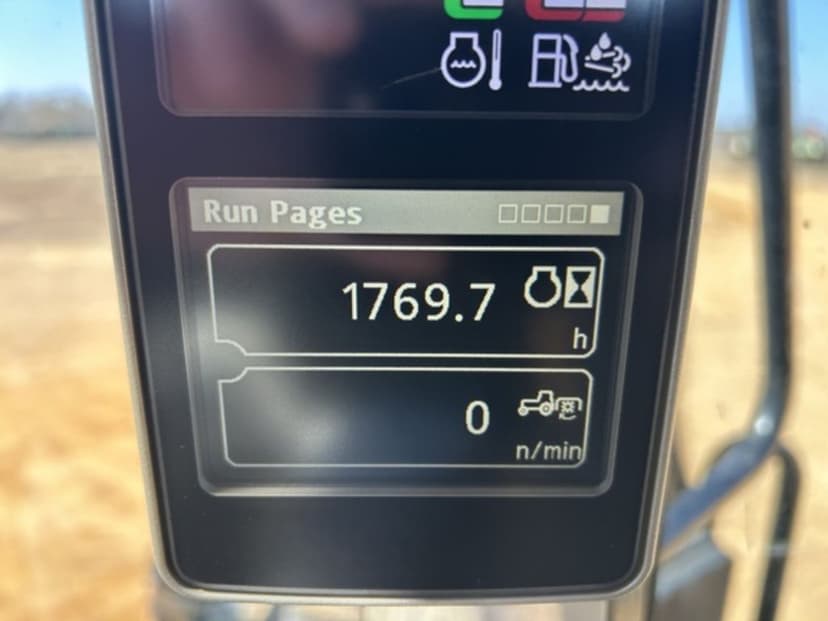 Run Pages
1769.7
h
0
n/min